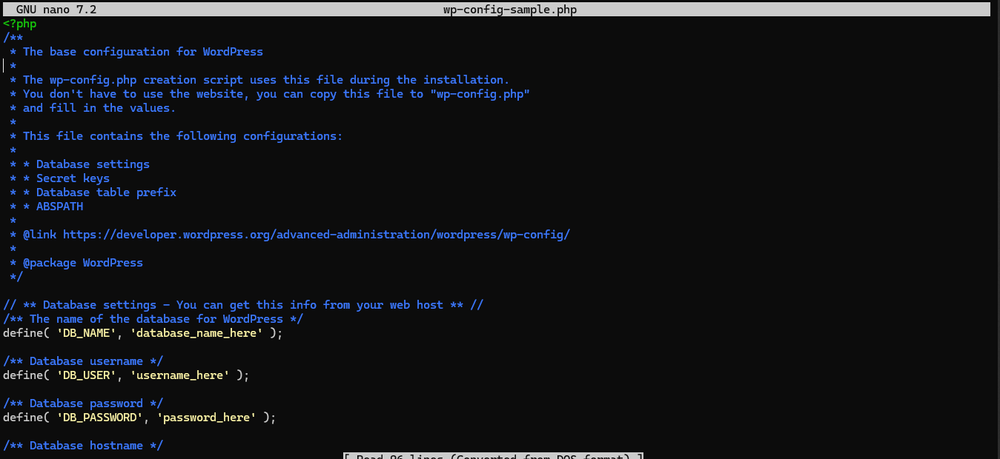 GNU nano 7.2 wp-config-sample.php
<?php
/**
 * The base configuration for WordPress
 *
 * The wp-config.php creation script uses this file during the installation.
 * You don't have to use the website, you can copy this file to "wp-config.php"
 * and fill in the values.
 *
 * This file contains the following configurations:
 *
 * * Database settings
 * * Secret keys
 * * Database table prefix
 * * ABSPATH
 *
 * @link https://developer.wordpress.org/advanced-administration/wordpress/wp-config/
 *
 * @package WordPress
 */
// ** Database settings - You can get this info from your web host ** //
/** The name of the database for WordPress */
define( 'DB_NAME', 'database_name_here' );
/** Database username */
define( 'DB_USER', 'username_here' );
/** Database password */
define( 'DB_PASSWORD', 'password_here' );
/** Database hostname */
[ Read 96 lines (Converted from DOS format) ]